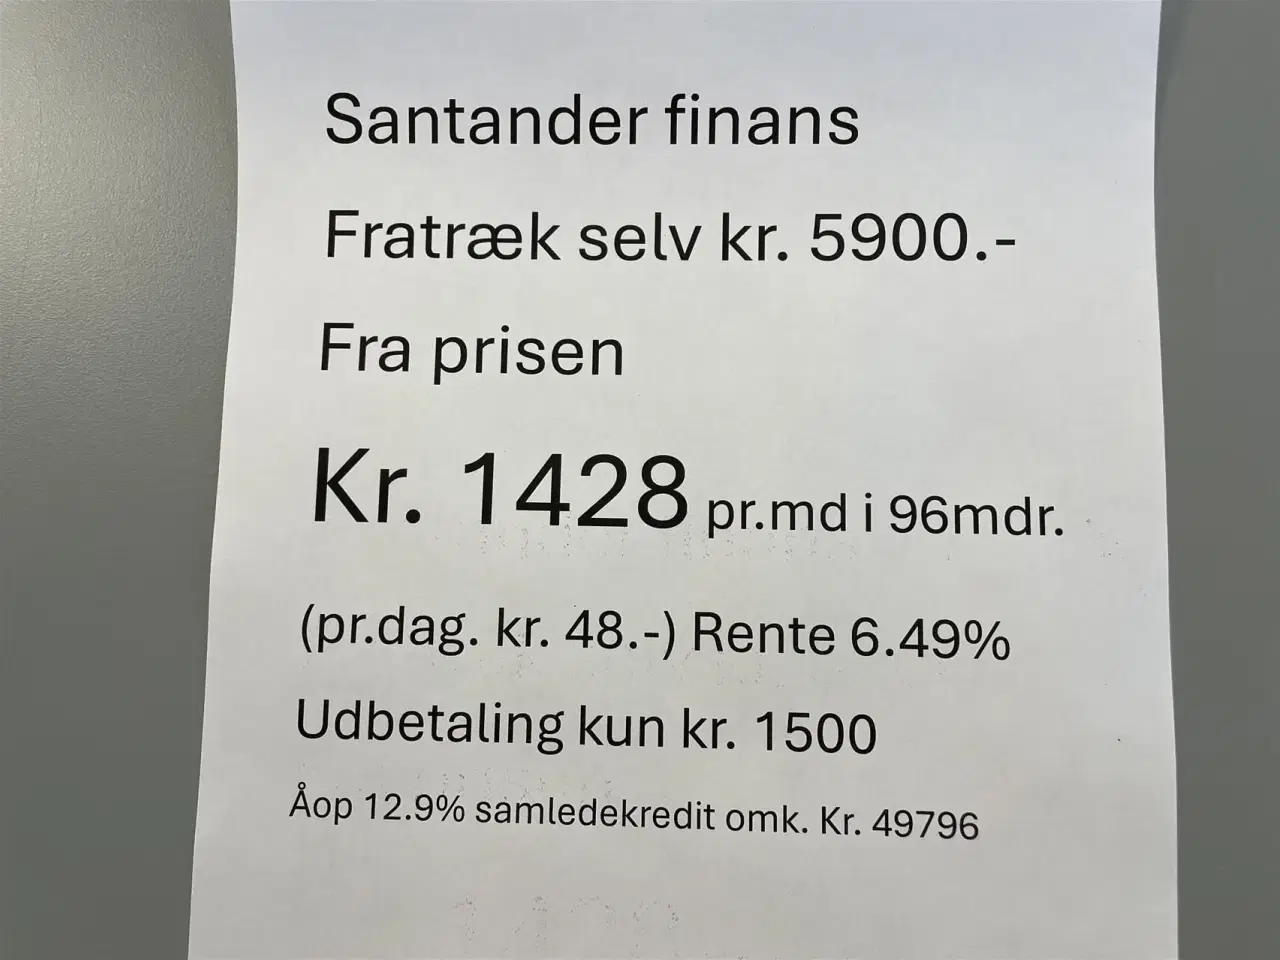 Santander finans
Fratræk selv kr. 5900.-
Fra prisen
Kr. 1428 pr.md i 96mdr.
(pr.dag. kr. 48.-) Rente 6.49%
Udbetaling kun kr. 1500
Åop 12.9% samledekredit omk. Kr. 49796